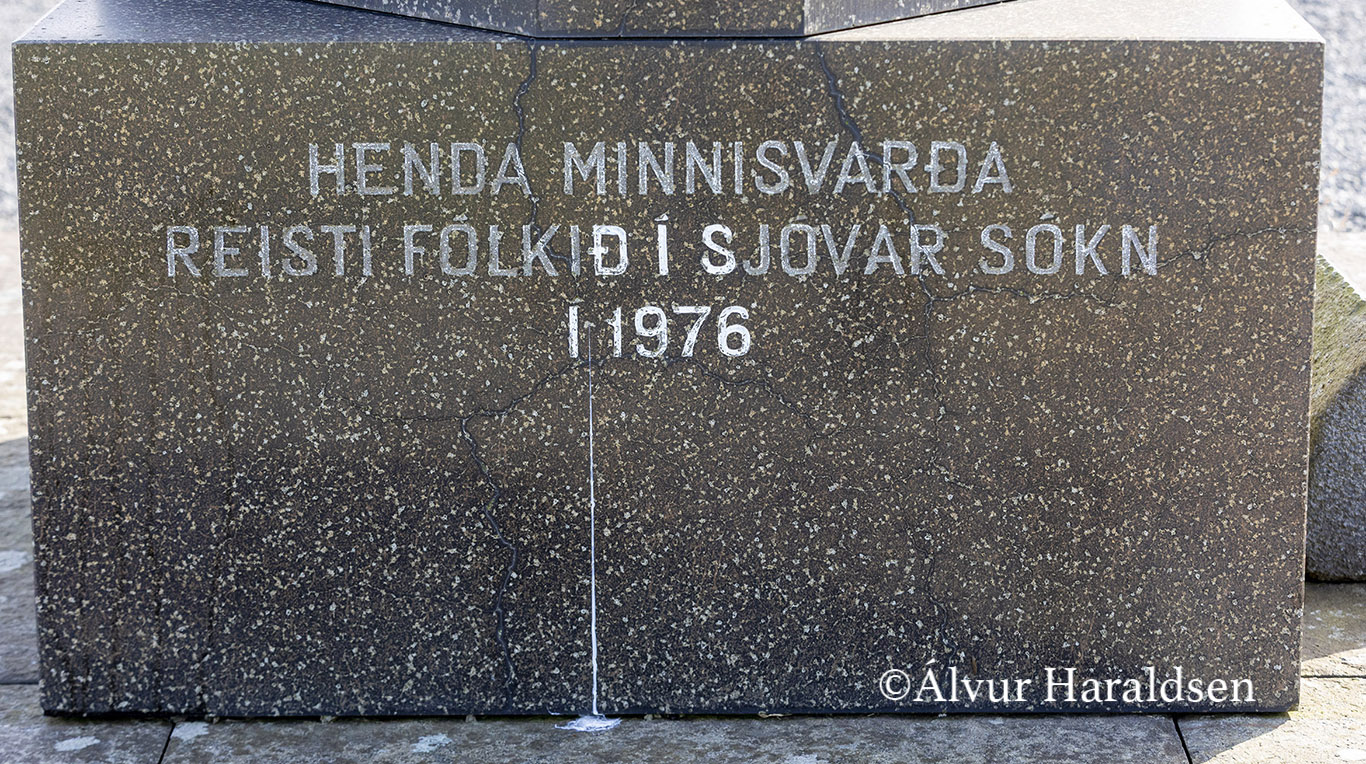 HENDA MINNISVARÐA
REISTI FÓLKIÐ Í SJÓVAR SÓKN
Í 1976
©Álvur Haraldsen